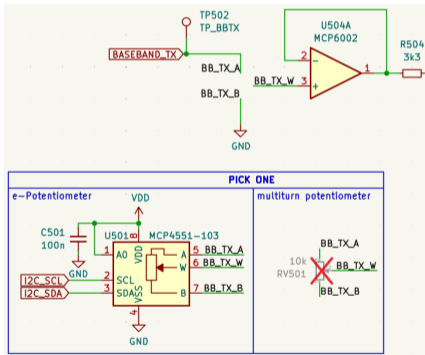 TP502
TP_BBTX
BASEBAND_TX
BB_TX_A
BB_TX_B
GND
U504A
MCP6002
2
-
BB_TX_W
3
+
1
R504
3k3
PICK ONE
e-Potentiometer
multiturn potentiometer
VDD
C501
100n
GND
U501
8
MCP4551-103
1
A0
VDD
A
5
BB_TX_A
W
6
BB_TX_W
I2C_SCL
2
SCL
I2C_SDA
3
SDA
VSS
B
7
BB_TX_B
4
GND
BB_TX_A
10k
RV501
BB_TX_W
BB_TX_B